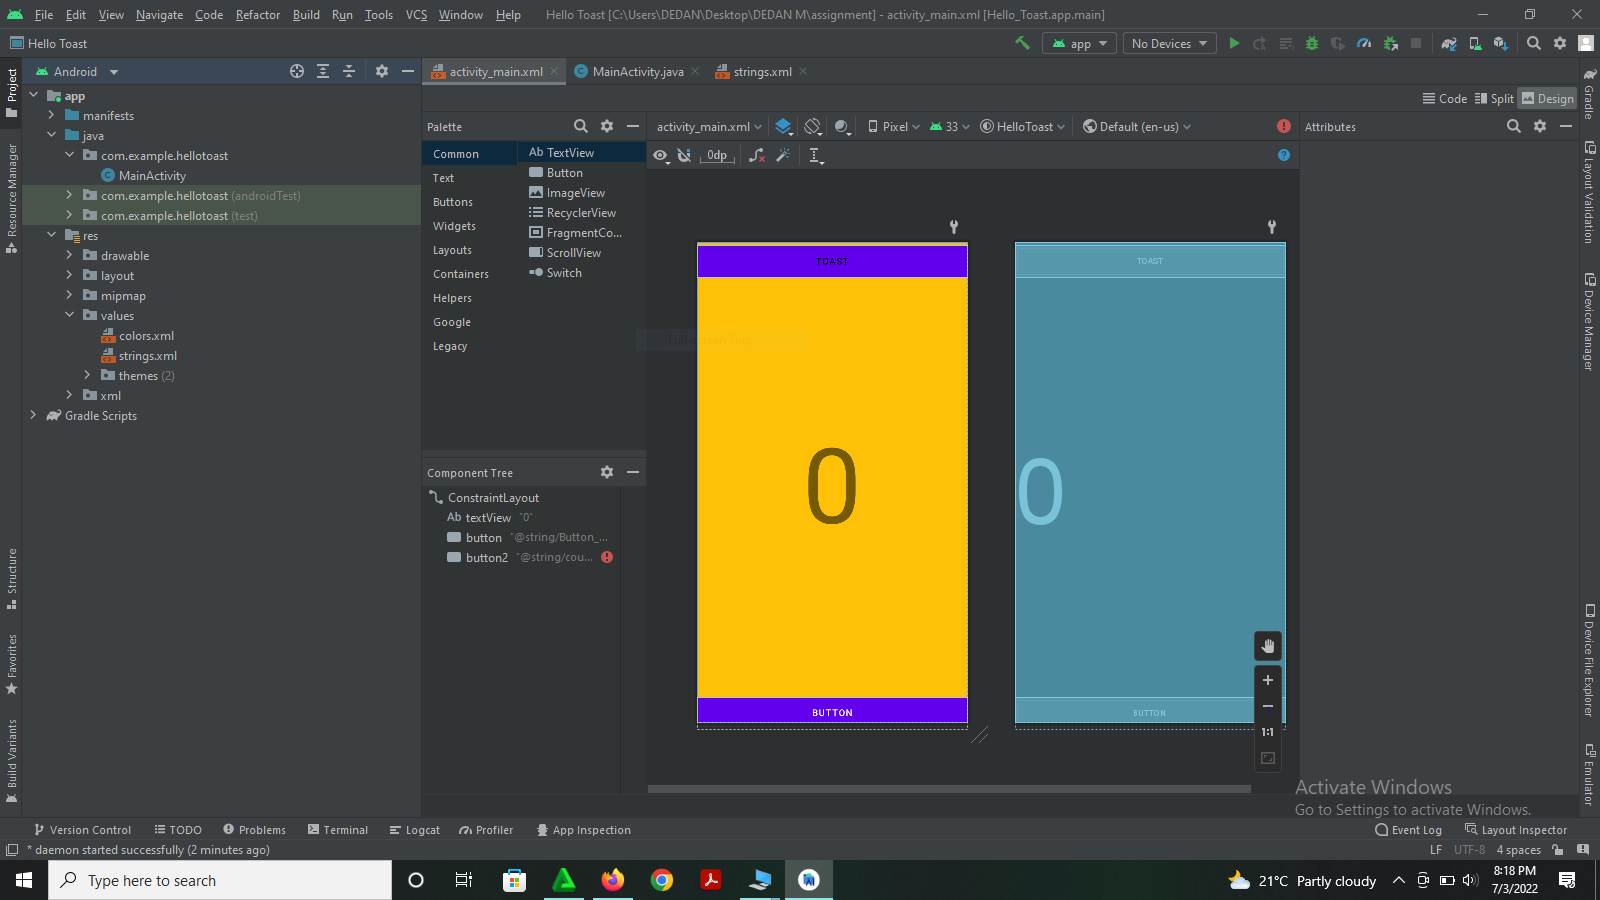 File Edit View Navigate Code Refactor Build Run Tools VCS Window Help Hello Toast [C:\Users\DEDAN\Desktop\DEDAN M\assignment] - activity_main.xml [Hello_Toast.app.main]
Hello Toast
app
No Devices
Android
activity_main.xml
MainActivity.java
strings.xml
Code
Split
Design
Project
Resource Manager
Structure
Favorites
Build Variants
app
manifests
java
com.example.hellotoast
MainActivity
com.example.hellotoast (androidTest)
com.example.hellotoast (test)
res
drawable
layout
mipmap
values
colors.xml
strings.xml
themes (2)
xml
Gradle Scripts
Palette
Common
Text
Buttons
Widgets
Layouts
Containers
Helpers
Google
Legacy
Ab TextView
Button
ImageView
RecyclerView
FragmentCo...
ScrollView
Switch
Component Tree
ConstraintLayout
Ab textView "0"
button "@string/Button_...
button2 "@string/cou...
activity_main.xml
Pixel
33
HelloToast
Default (en-us)
0dp
TOAST
0
BUTTON
TOAST
0
BUTTON
1:1
Attributes
Gradle
Layout Validation
Device Manager
Device File Explorer
Emulator
Activate Windows
Go to Settings to activate Windows.
Version Control
TODO
Problems
Terminal
Logcat
Profiler
App Inspection
Event Log
Layout Inspector
* daemon started successfully (2 minutes ago)
LF UTF-8 4 spaces
Type here to search
21°C Partly cloudy
8:18 PM
7/3/2022